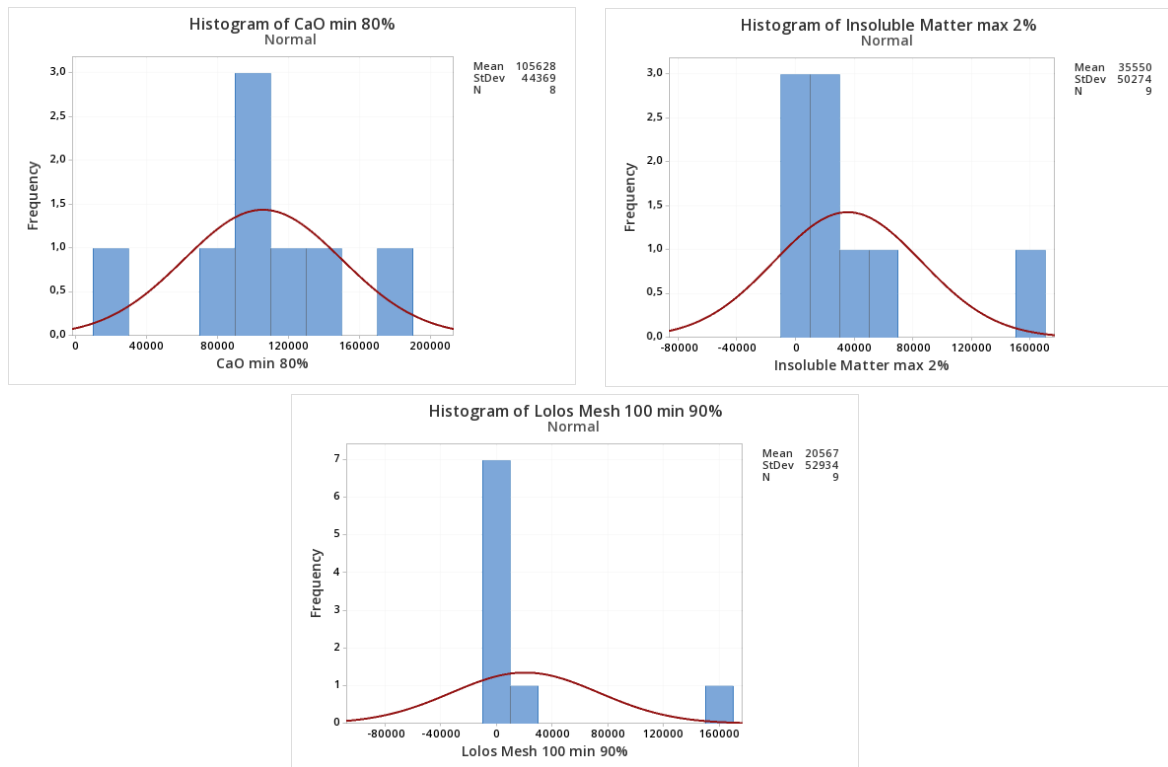 Histogram of CaO min 80%
Normal
Mean 105628
StDev 44369
N 8
3,0
2,5
2,0
1,5
1,0
0,5
0,0
Frequency
0 40000 80000 120000 160000 200000
CaO min 80%
Histogram of Insoluble Matter max 2%
Normal
Mean 35550
StDev 50274
N 9
3,0
2,5
2,0
1,5
1,0
0,5
0,0
Frequency
-80000 -40000 0 40000 80000 120000 160000
Insoluble Matter max 2%
Histogram of Lolos Mesh 100 min 90%
Normal
Mean 20567
StDev 52934
N 9
7
6
5
4
3
2
1
0
Frequency
-80000 -40000 0 40000 80000 120000 160000
Lolos Mesh 100 min 90%